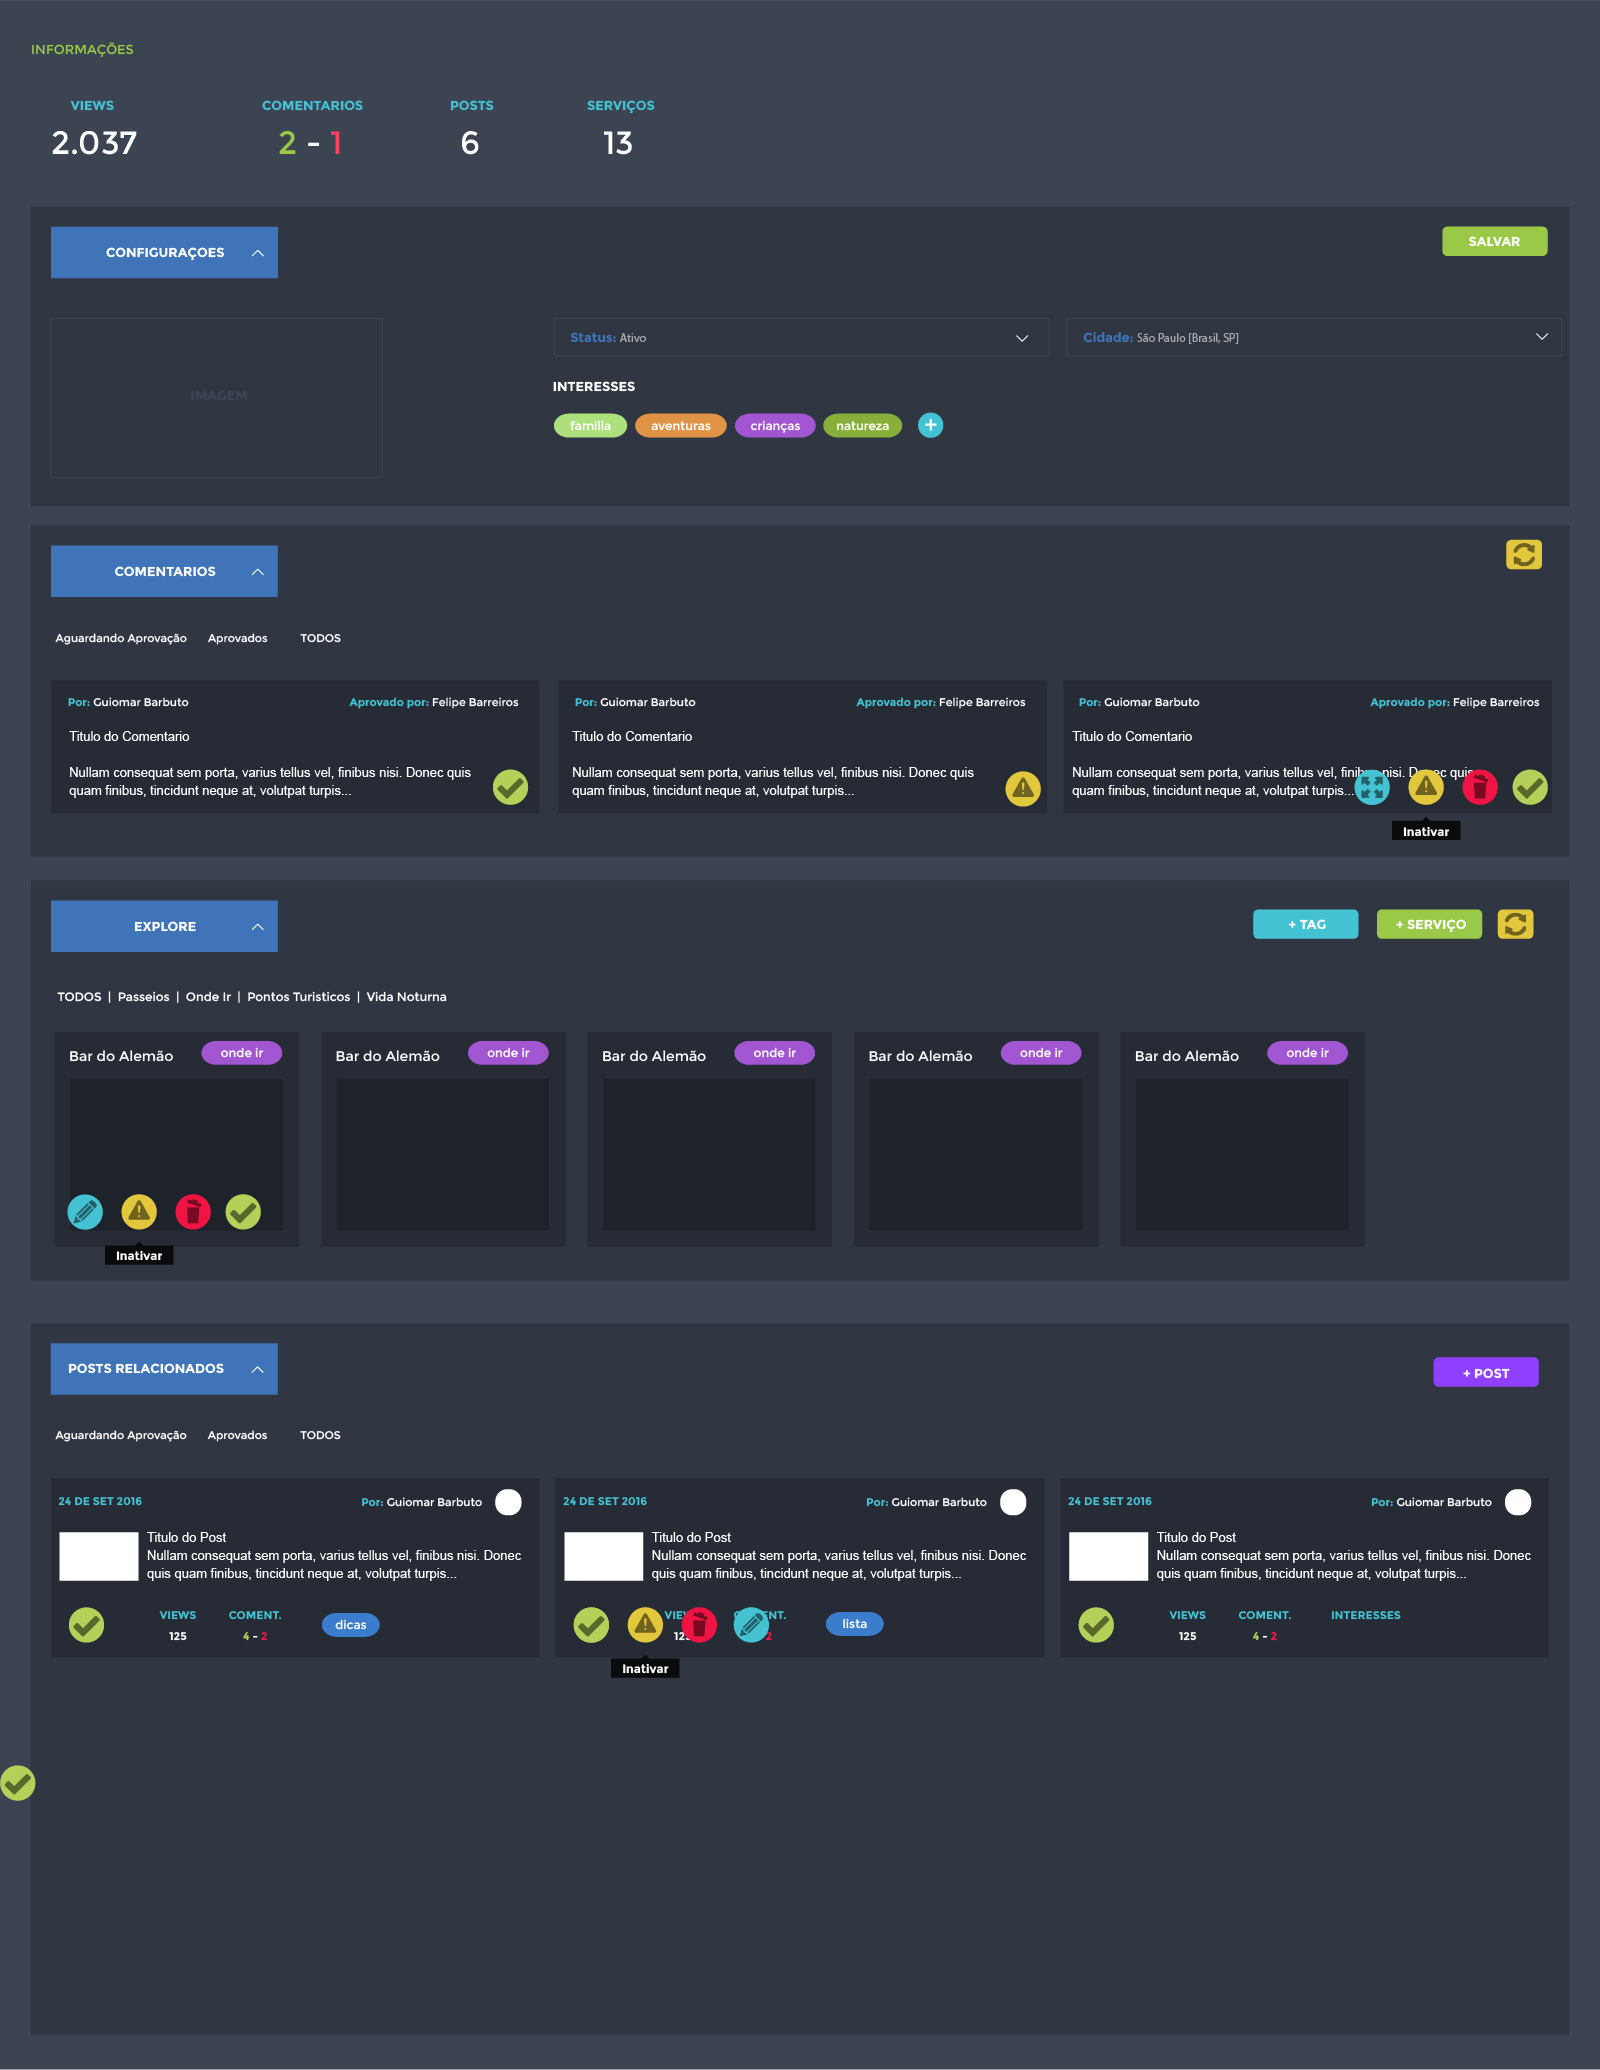 INFORMAÇÕES
VIEWS COMENTARIOS POSTS SERVIÇOS
2.037 2 - 1 6 13
CONFIGURAÇOES SALVAR
IMAGEM
Status: Ativo Cidade: São Paulo [Brasil, SP]
INTERESSES
familia aventuras crianças natureza +
COMENTARIOS
Aguardando Aprovação Aprovados TODOS
Por: Guiomar Barbuto Aprovado por: Felipe Barreiros
Titulo do Comentario
Nullam consequat sem porta, varius tellus vel, finibus nisi. Donec quis
quam finibus, tincidunt neque at, volutpat turpis...
Por: Guiomar Barbuto Aprovado por: Felipe Barreiros
Titulo do Comentario
Nullam consequat sem porta, varius tellus vel, finibus nisi. Donec quis
quam finibus, tincidunt neque at, volutpat turpis...
Por: Guiomar Barbuto Aprovado por: Felipe Barreiros
Titulo do Comentario
Nullam consequat sem porta, varius tellus vel, finibus nisi. Donec quis
quam finibus, tincidunt neque at, volutpat turpis...
Inativar
EXPLORE + TAG + SERVIÇO
TODOS | Passeios | Onde Ir | Pontos Turisticos | Vida Noturna
Bar do Alemão onde ir
Bar do Alemão onde ir
Bar do Alemão onde ir
Bar do Alemão onde ir
Bar do Alemão onde ir
Inativar
POSTS RELACIONADOS + POST
Aguardando Aprovação Aprovados TODOS
24 DE SET 2016 Por: Guiomar Barbuto
Titulo do Post
Nullam consequat sem porta, varius tellus vel, finibus nisi. Donec
quis quam finibus, tincidunt neque at, volutpat turpis...
VIEWS COMENT.
125 4 - 2
dicas
24 DE SET 2016 Por: Guiomar Barbuto
Titulo do Post
Nullam consequat sem porta, varius tellus vel, finibus nisi. Donec
quis quam finibus, tincidunt neque at, volutpat turpis...
lista
Inativar
24 DE SET 2016 Por: Guiomar Barbuto
Titulo do Post
Nullam consequat sem porta, varius tellus vel, finibus nisi. Donec
quis quam finibus, tincidunt neque at, volutpat turpis...
VIEWS COMENT. INTERESSES
125 4 - 2